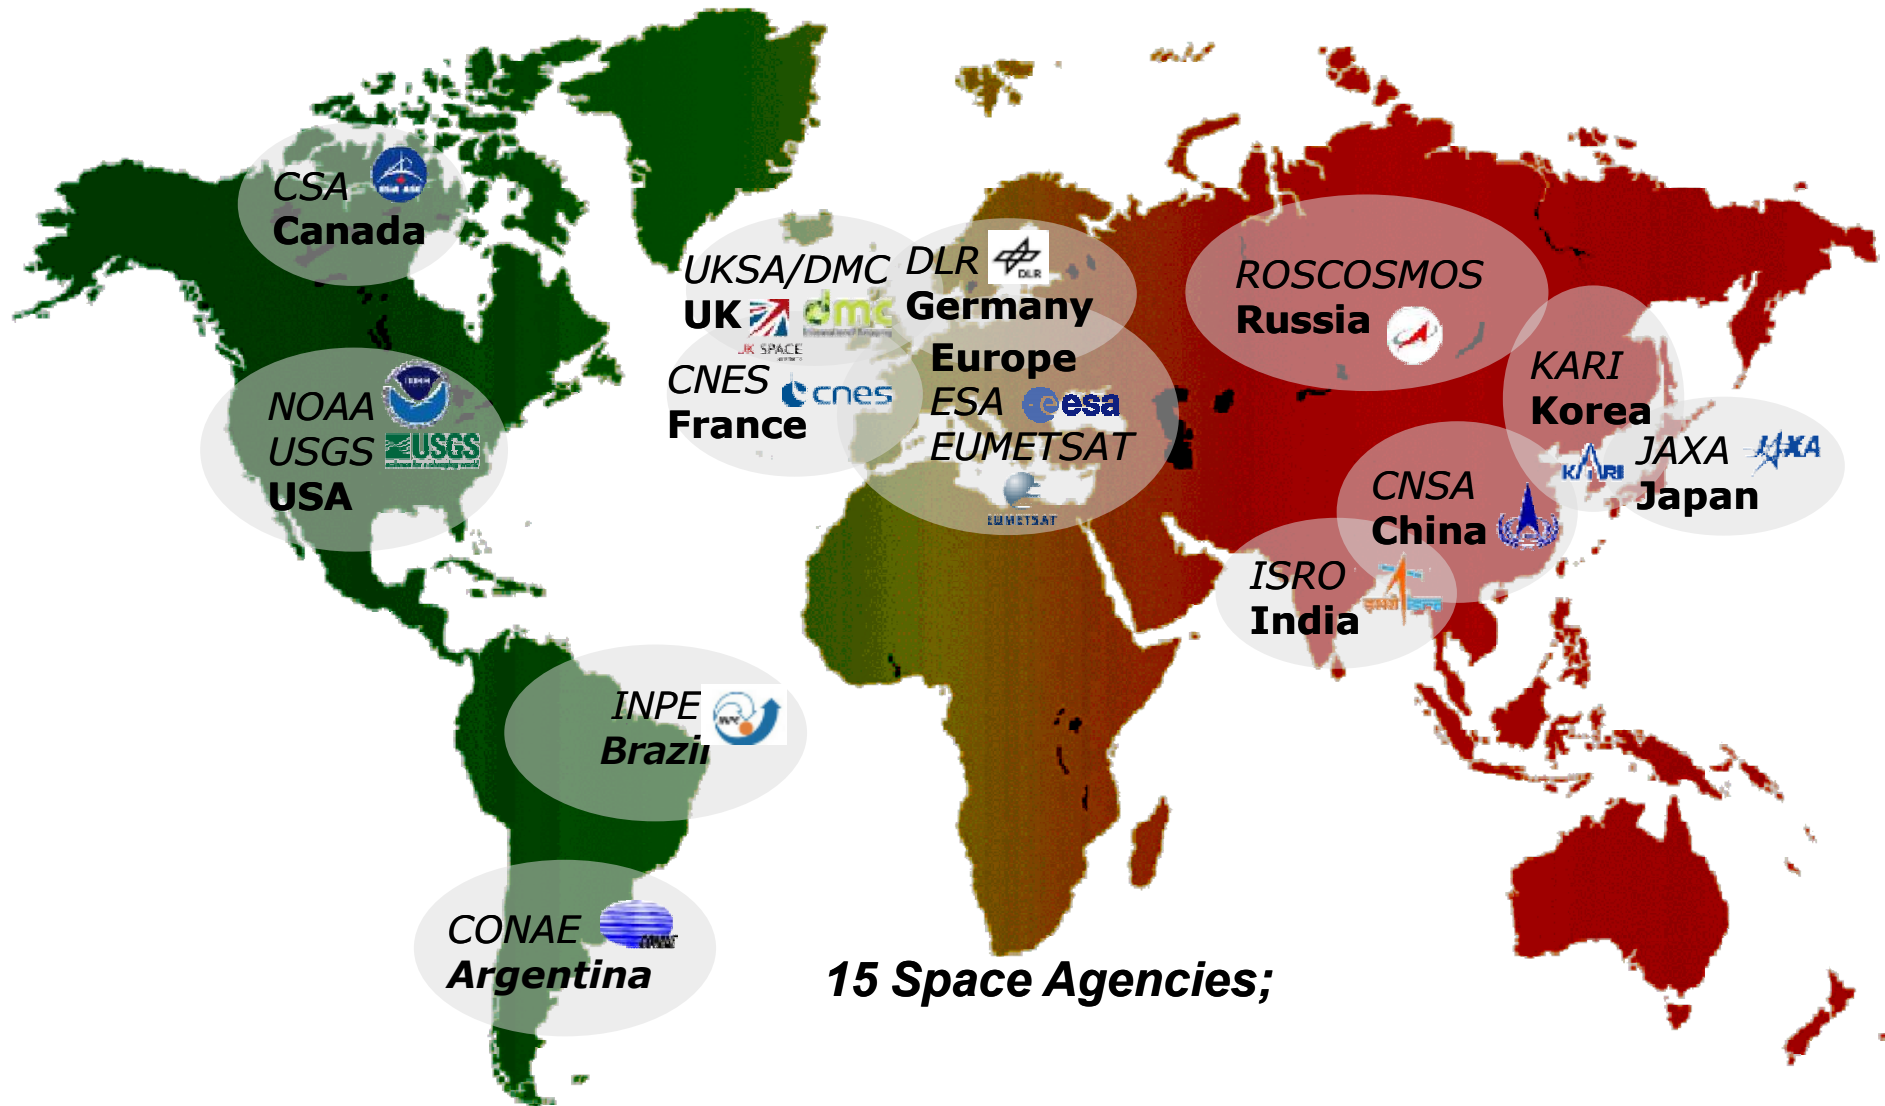 CSA
Canada
NOAA
USGS
USA
USGS
UKSA/DMC
UK
dmc
UK SPACE
CNES
France
cnes
DLR
Germany
DLR
Europe
ESA
esa
EUMETSAT
EUMETSAT
ROSCOSMOS
Russia
KARI
Korea
KARI
JAXA
Japan
JAXA
CNSA
China
ISRO
India
INPE
Brazil
INPE
CONAE
Argentina
CONAE
15 Space Agencies;